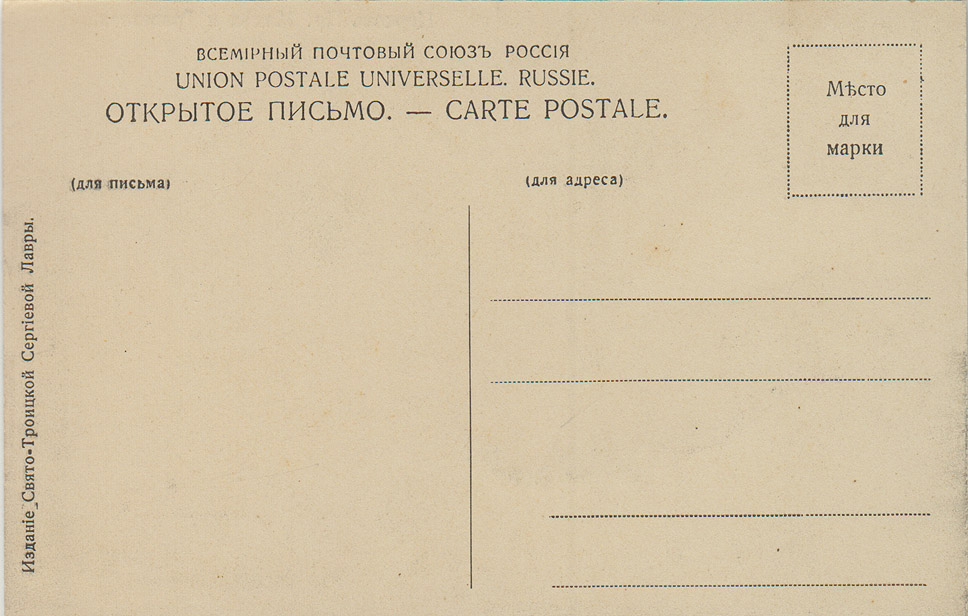 ВСЕМІРНЫЙ ПОЧТОВЫЙ СОЮЗЪ РОССІЯ
UNION POSTALE UNIVERSELLE. RUSSIE.
ОТКРЫТОЕ ПИСЬМО. — CARTE POSTALE.
Мѣсто
для
марки
(для письма)
(для адреса)
Изданіе Свято-Троицкой Сергіевой Лавры.